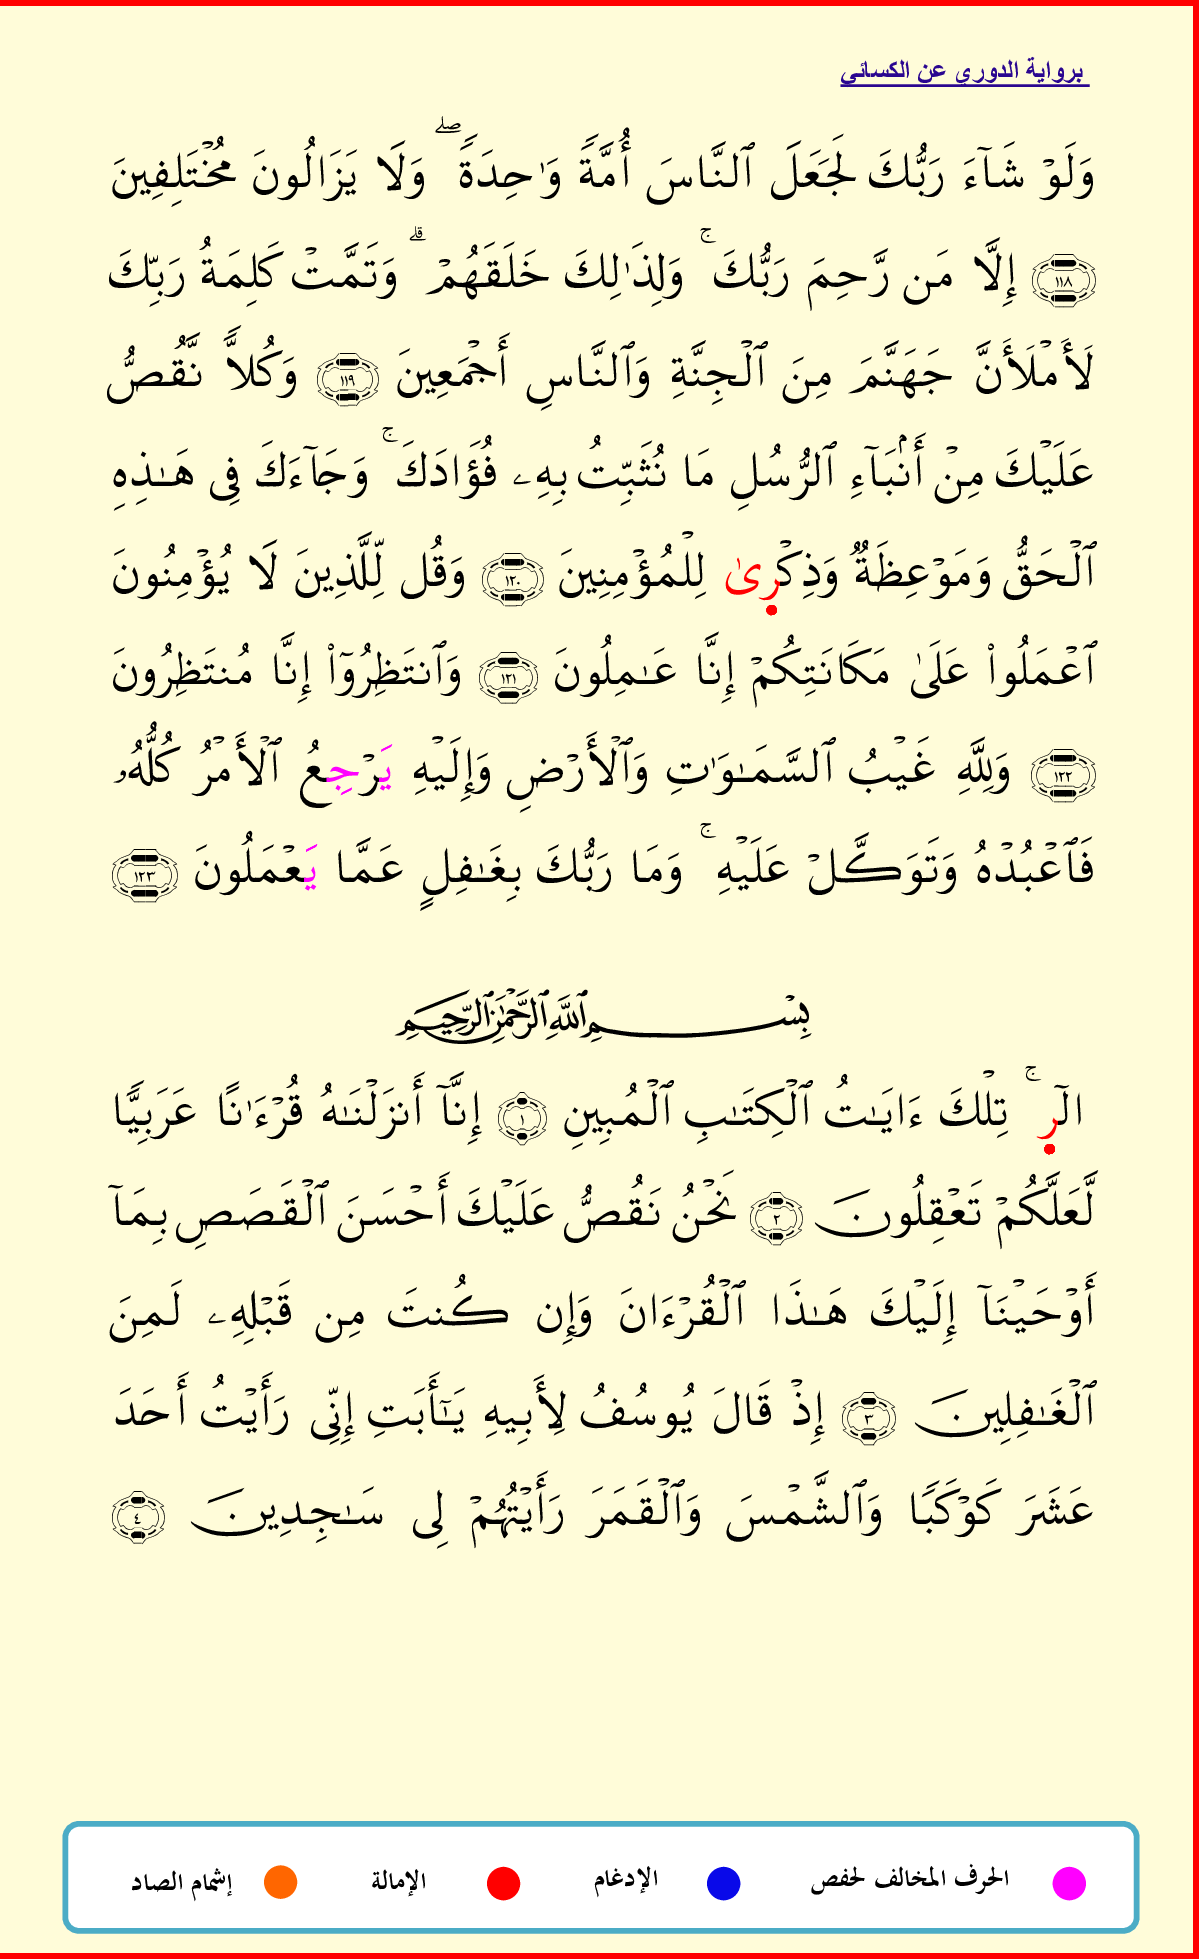 برواية الدوري عن الكسائي
وَلَوۡ شَآءَ رَبُّكَ لَجَعَلَ ٱلنَّاسَ أُمَّةٗ وَٰحِدَةٗۖ وَلَا يَزَالُونَ مُخۡتَلِفِينَ
١١٨ إِلَّا مَن رَّحِمَ رَبُّكَۚ وَلِذَٰلِكَ خَلَقَهُمۡۗ وَتَمَّتۡ كَلِمَةُ رَبِّكَ
لَأَمۡلَأَنَّ جَهَنَّمَ مِنَ ٱلۡجِنَّةِ وَٱلنَّاسِ أَجۡمَعِينَ ١١٩ وَكُلّٗا نَّقُصُّ
عَلَيۡكَ مِنۡ أَنۢبَآءِ ٱلرُّسُلِ مَا نُثَبِّتُ بِهِۦ فُؤَادَكَۚ وَجَآءَكَ فِي هَٰذِهِ
ٱلۡحَقُّ وَمَوۡعِظَةٞ وَذِكۡرِىٰ لِلۡمُؤۡمِنِينَ ١٢٠ وَقُل لِّلَّذِينَ لَا يُؤۡمِنُونَ
ٱعۡمَلُواْ عَلَىٰ مَكَانَتِكُمۡ إِنَّا عَٰمِلُونَ ١٢١ وَٱنتَظِرُوٓاْ إِنَّا مُنتَظِرُونَ
١٢٢ وَلِلَّهِ غَيۡبُ ٱلسَّمَٰوَٰتِ وَٱلۡأَرۡضِ وَإِلَيۡهِ يَرۡجِعُ ٱلۡأَمۡرُ كُلُّهُۥ
فَٱعۡبُدۡهُ وَتَوَكَّلۡ عَلَيۡهِۚ وَمَا رَبُّكَ بِغَٰفِلٍ عَمَّا يَعۡمَلُونَ ١٢٣
بِسۡمِ ٱللَّهِ ٱلرَّحۡمَٰنِ ٱلرَّحِيمِ
الٓرِۚ تِلۡكَ ءَايَٰتُ ٱلۡكِتَٰبِ ٱلۡمُبِينِ ١ إِنَّآ أَنزَلۡنَٰهُ قُرۡءَٰنًا عَرَبِيّٗا
لَّعَلَّكُمۡ تَعۡقِلُونَ ٢ نَحۡنُ نَقُصُّ عَلَيۡكَ أَحۡسَنَ ٱلۡقَصَصِ بِمَآ
أَوۡحَيۡنَآ إِلَيۡكَ هَٰذَا ٱلۡقُرۡءَانَ وَإِن كُنتَ مِن قَبۡلِهِۦ لَمِنَ
ٱلۡغَٰفِلِينَ ٣ إِذۡ قَالَ يُوسُفُ لِأَبِيهِ يَٰٓأَبَتِ إِنِّي رَأَيۡتُ أَحَدَ
عَشَرَ كَوۡكَبٗا وَٱلشَّمۡسَ وَٱلۡقَمَرَ رَأَيۡتُهُمۡ لِي سَٰجِدِينَ ٤
الحرف المخالف لحفص الإدغام الإمالة إشمام الصاد